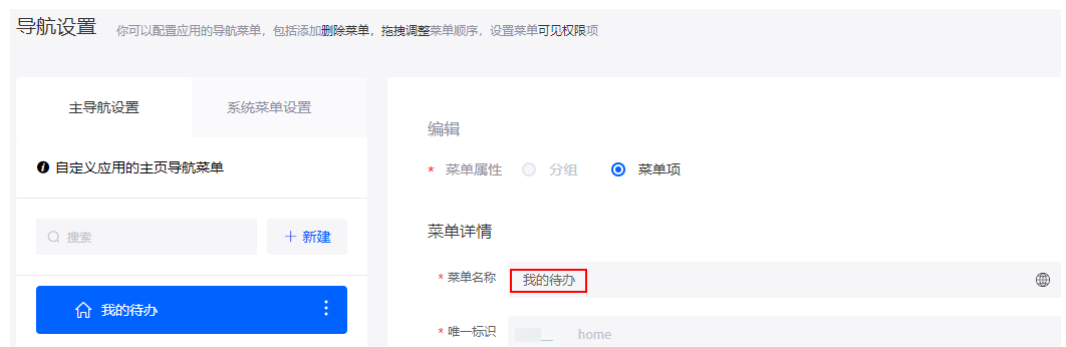 导航设置 你可以配置应用的导航菜单，包括添加删除菜单，拖拽调整菜单顺序，设置菜单可见权限项
主导航设置 系统菜单设置
自定义应用的主页导航菜单
搜索 + 新建
我的待办
编辑
* 菜单属性 分组 菜单项
菜单详情
* 菜单名称 我的待办
* 唯一标识 __ home